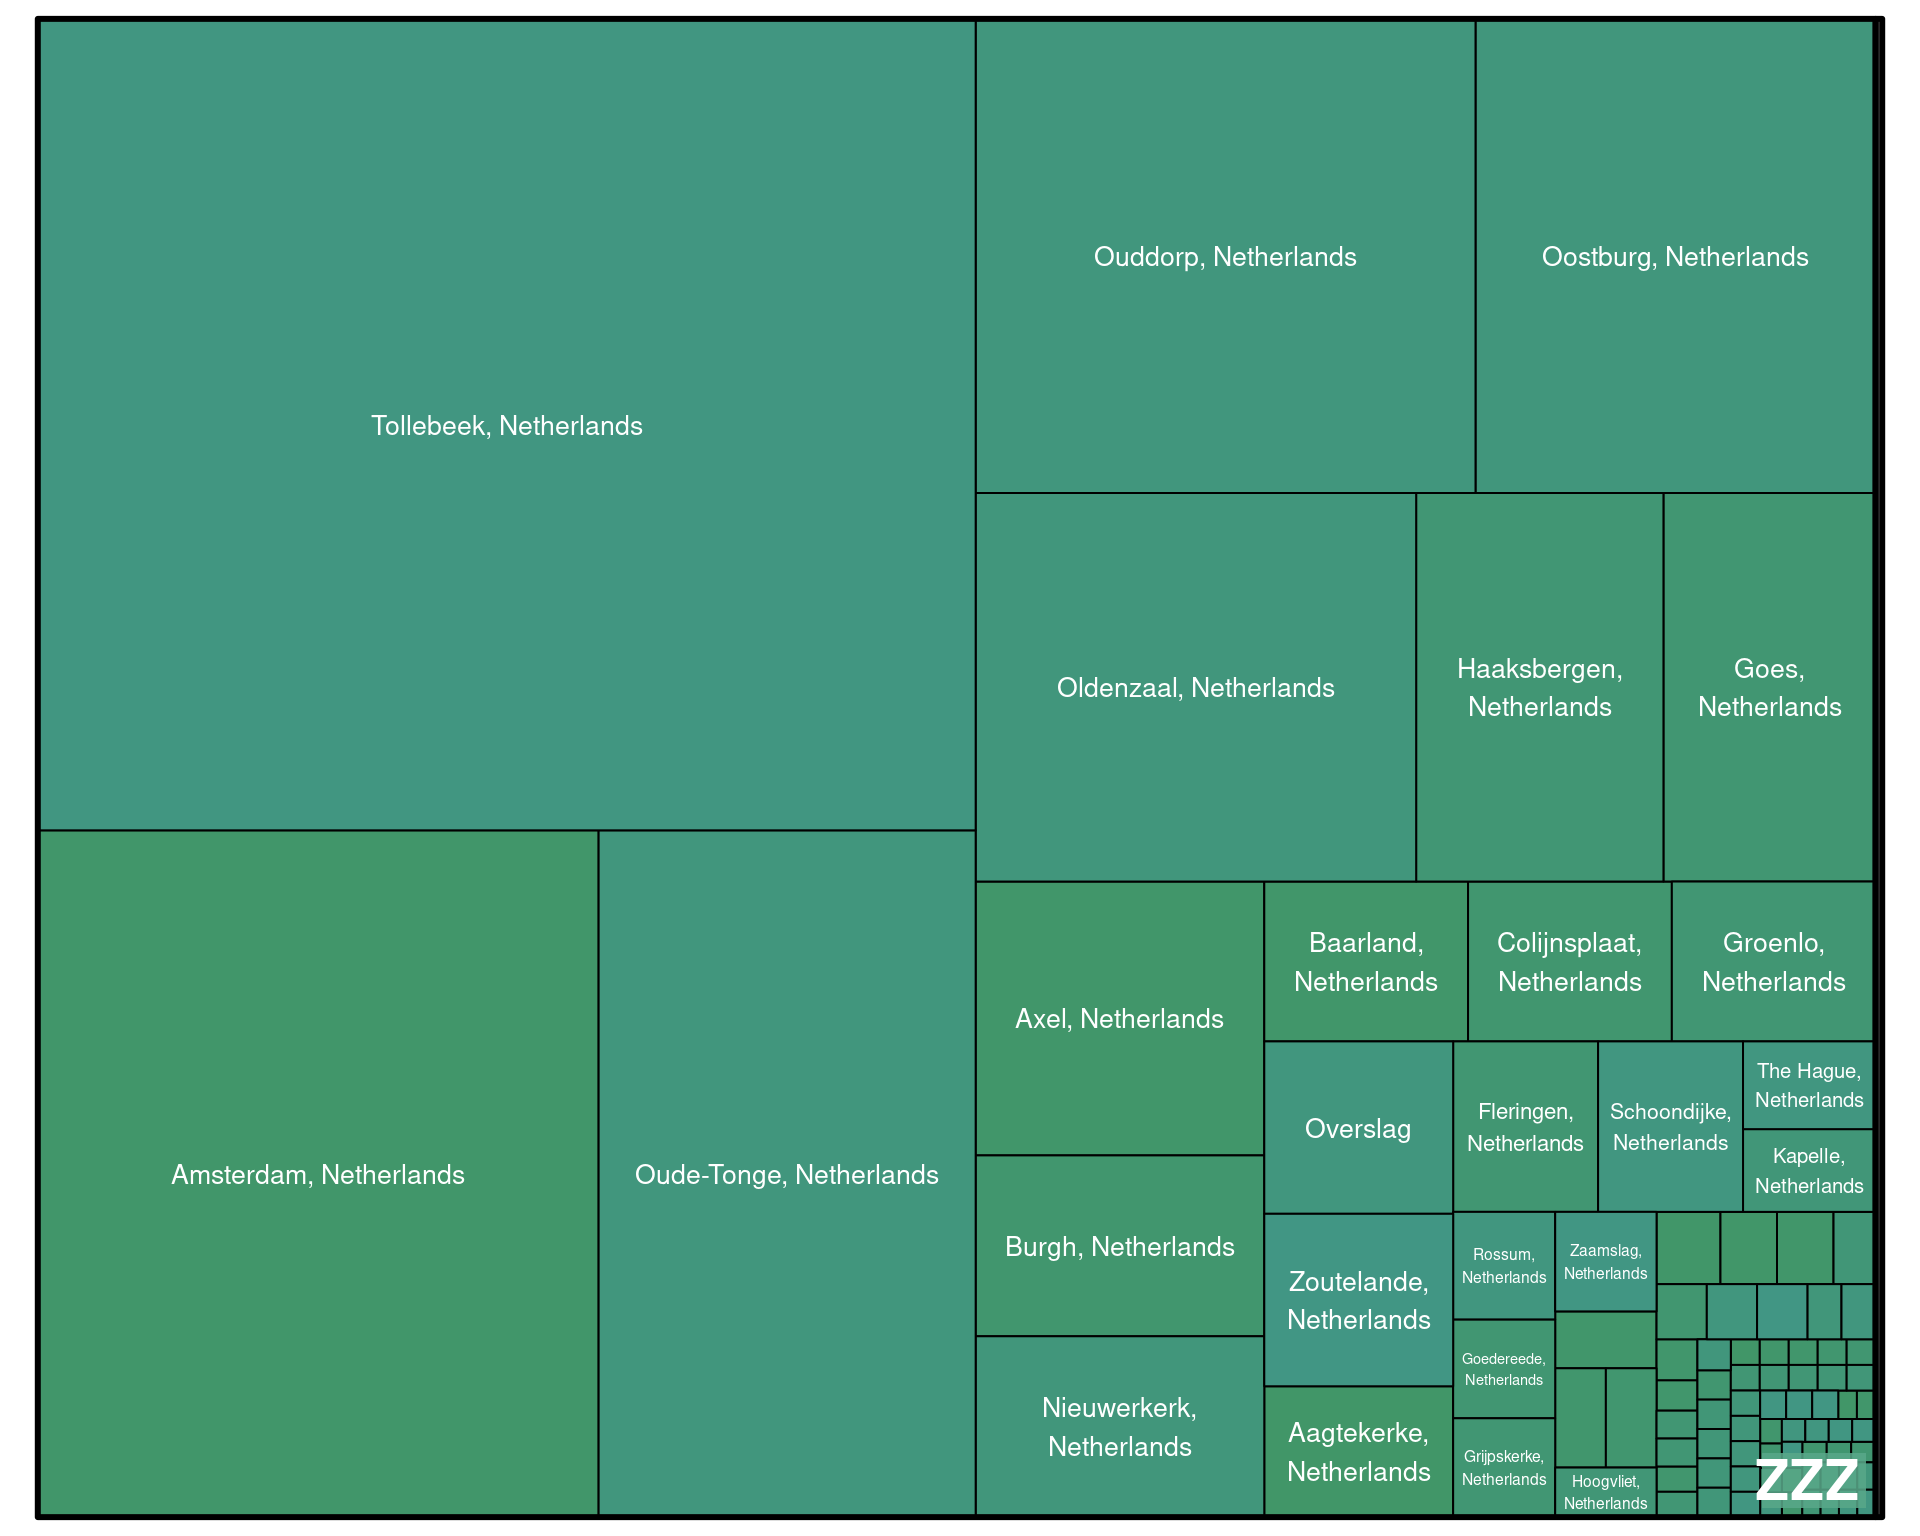 Tollebeek, Netherlands
Ouddorp, Netherlands
Oostburg, Netherlands
Oldenzaal, Netherlands
Haaksbergen,
Netherlands
Goes,
Netherlands
Amsterdam, Netherlands
Oude-Tonge, Netherlands
Axel, Netherlands
Baarland,
Netherlands
Colijnsplaat,
Netherlands
Groenlo,
Netherlands
Overslag
Fleringen,
Netherlands
Schoondijke,
Netherlands
The Hague,
Netherlands
Kapelle,
Netherlands
Burgh, Netherlands
Zoutelande,
Netherlands
Rossum,
Netherlands
Zaamslag,
Netherlands
Goedereede,
Netherlands
Nieuwerkerk,
Netherlands
Aagtekerke,
Netherlands
Grijpskerke,
Netherlands
Hoogvliet,
Netherlands
ZZZ